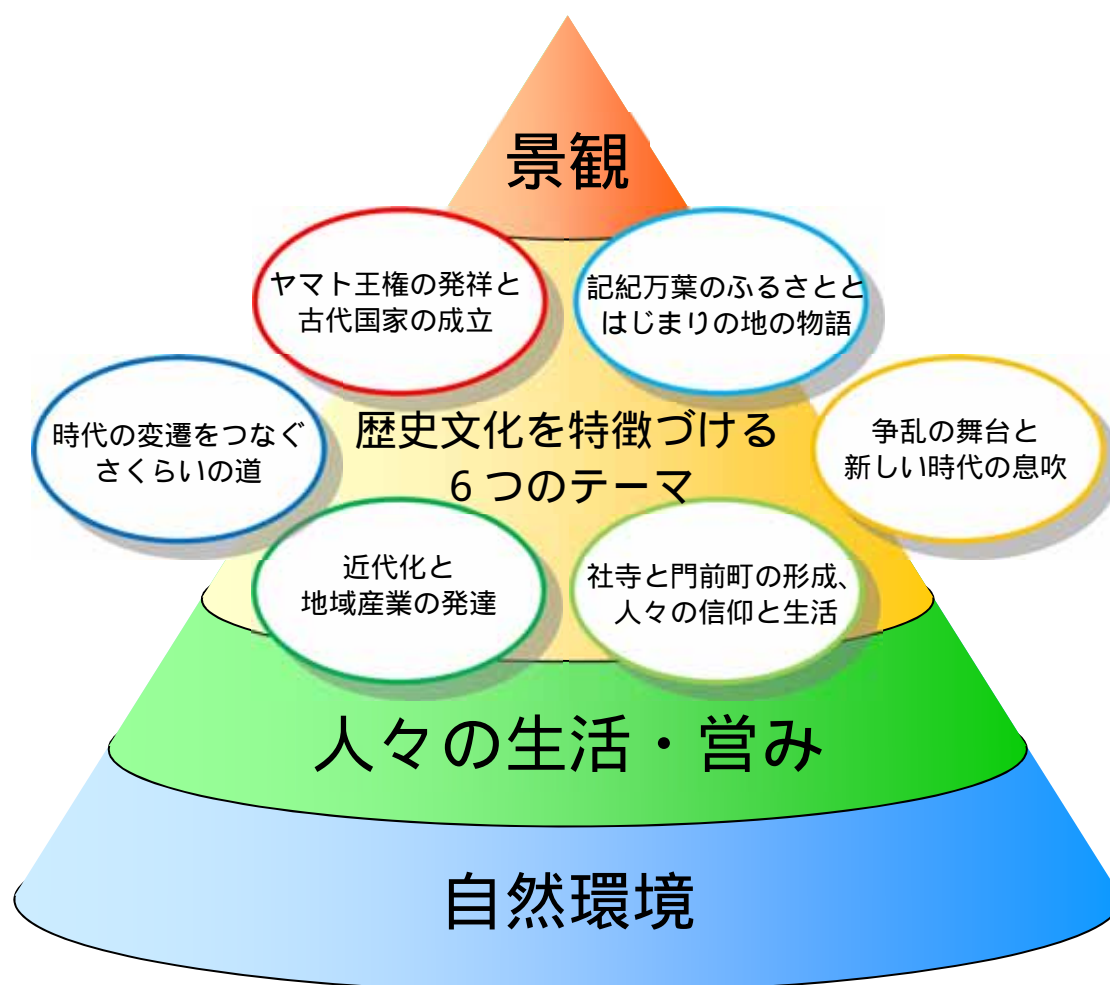 景観
ヤマト王権の発祥と
古代国家の成立
記紀万葉のふるさとと
はじまりの地の物語
時代の変遷をつなぐ
さくらいの道
歴史文化を特徴づける
6つのテーマ
争乱の舞台と
新しい時代の息吹
近代化と
地域産業の発達
社寺と門前町の形成、
人々の信仰と生活
人々の生活・営み
自然環境